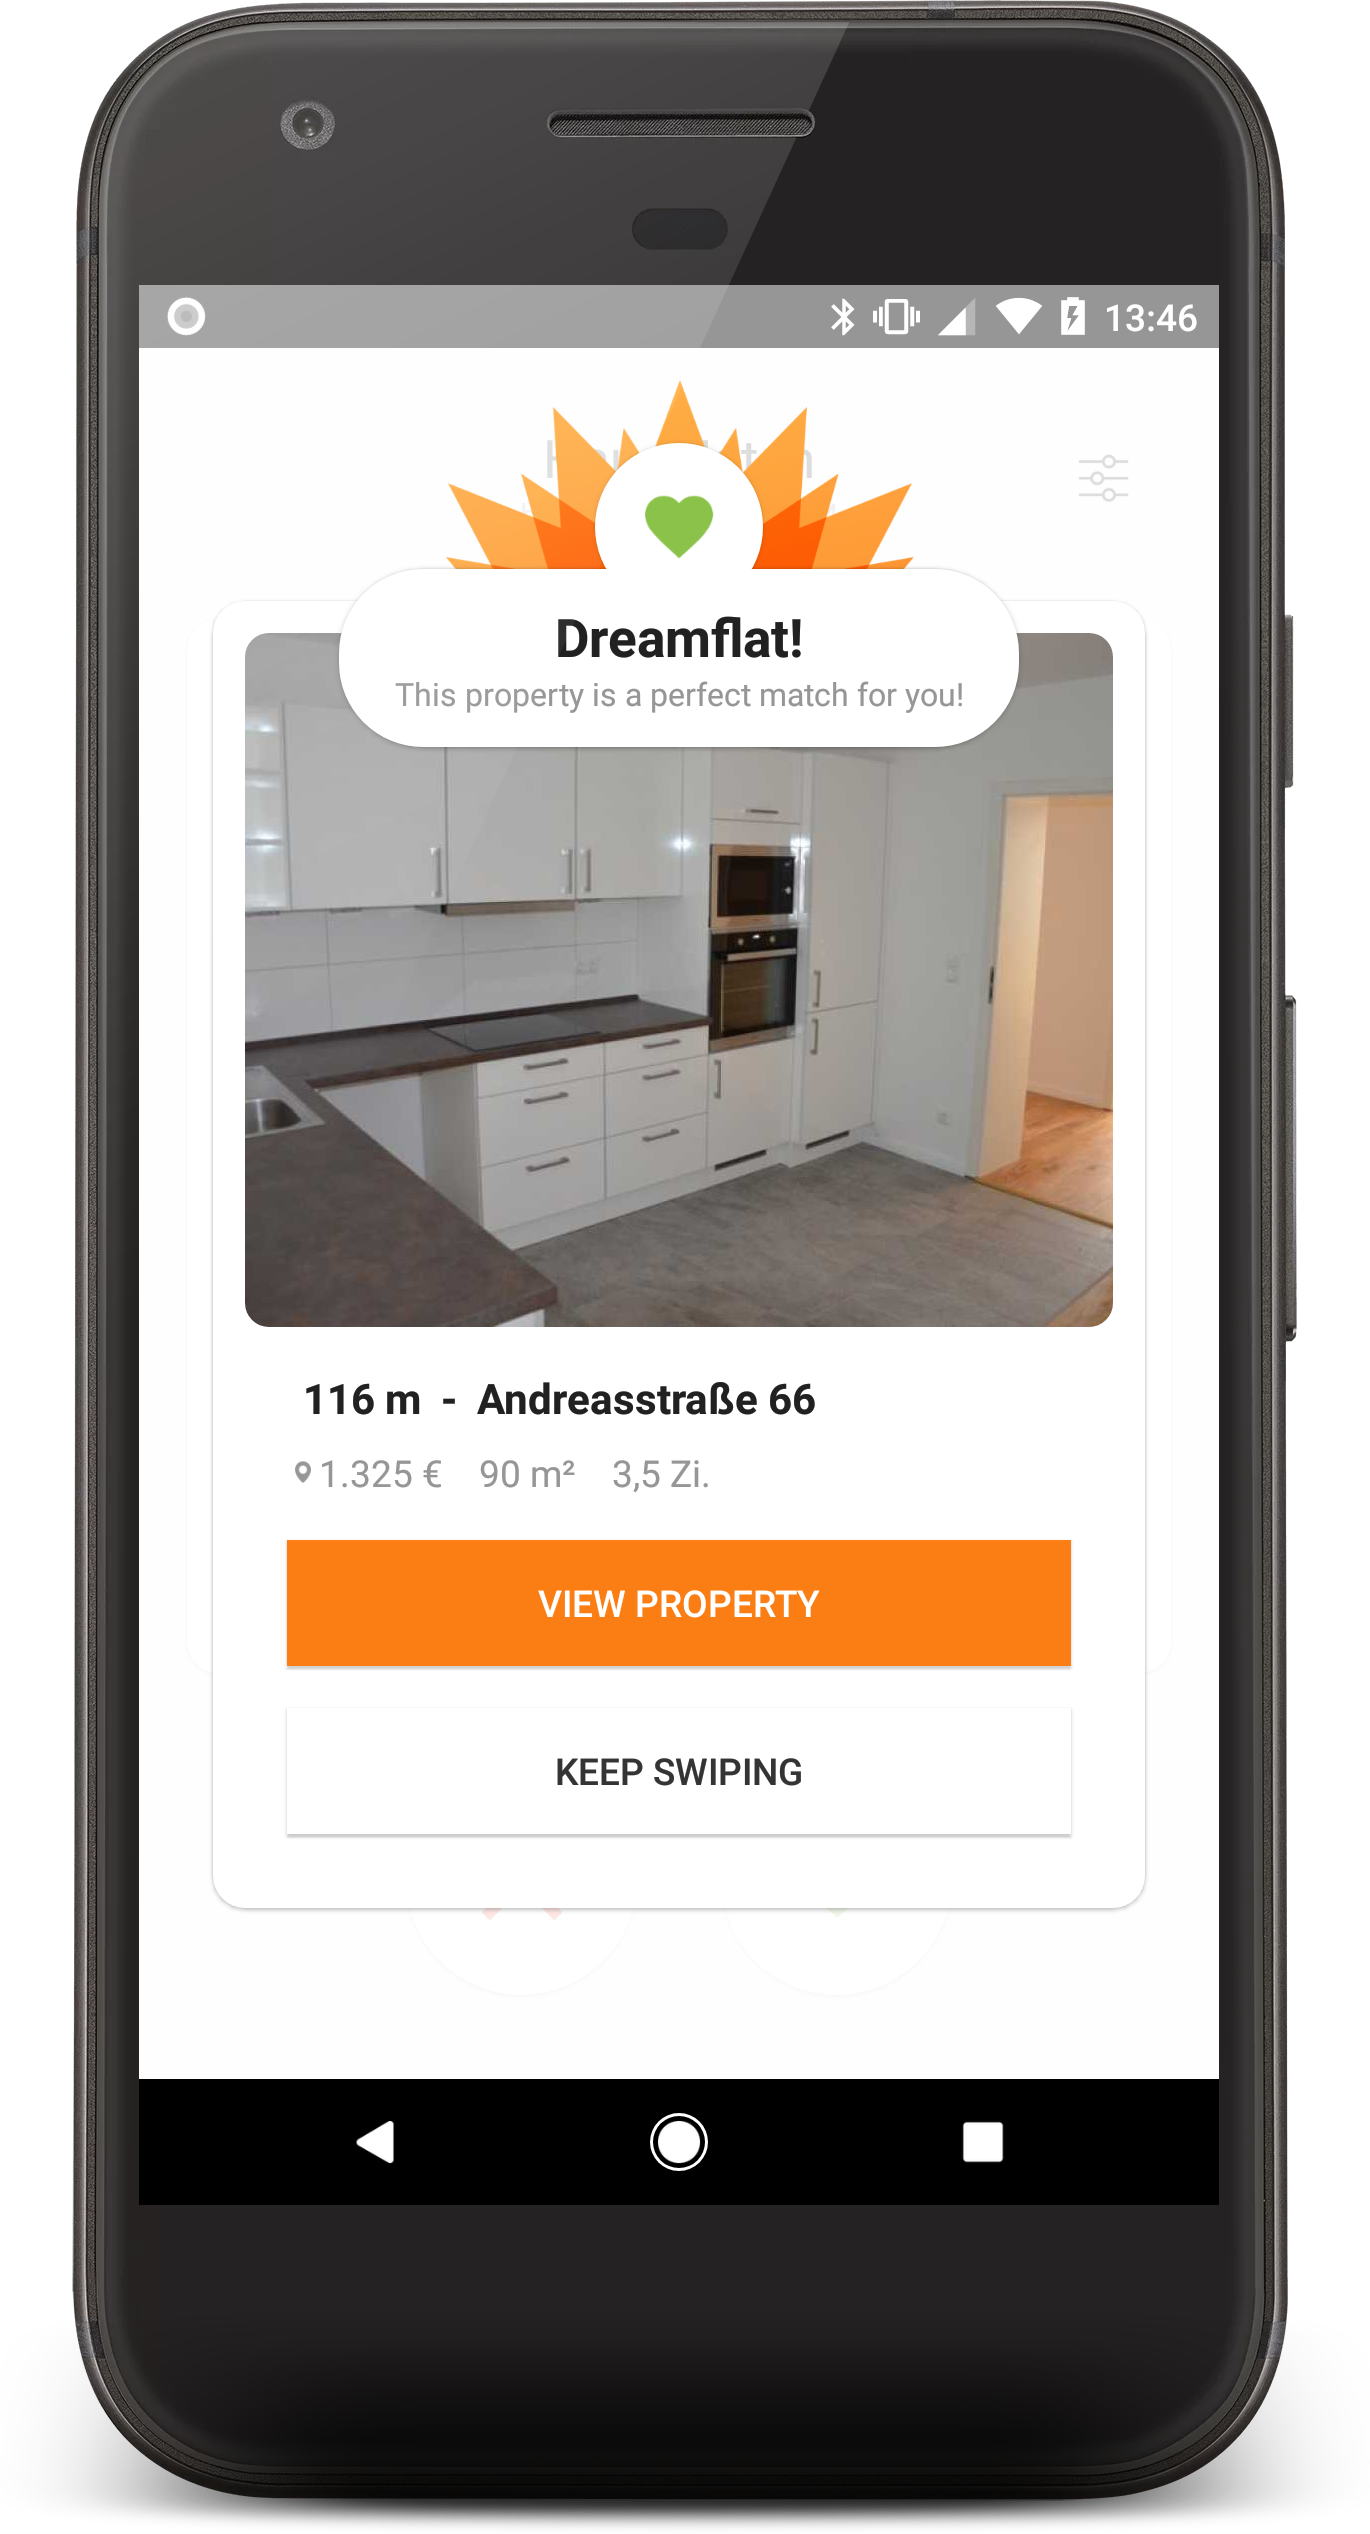 13:46
Dreamflat!
This property is a perfect match for you!
116 m - Andreasstraße 66
1.325 € 90 m² 3,5 Zi.
VIEW PROPERTY
KEEP SWIPING